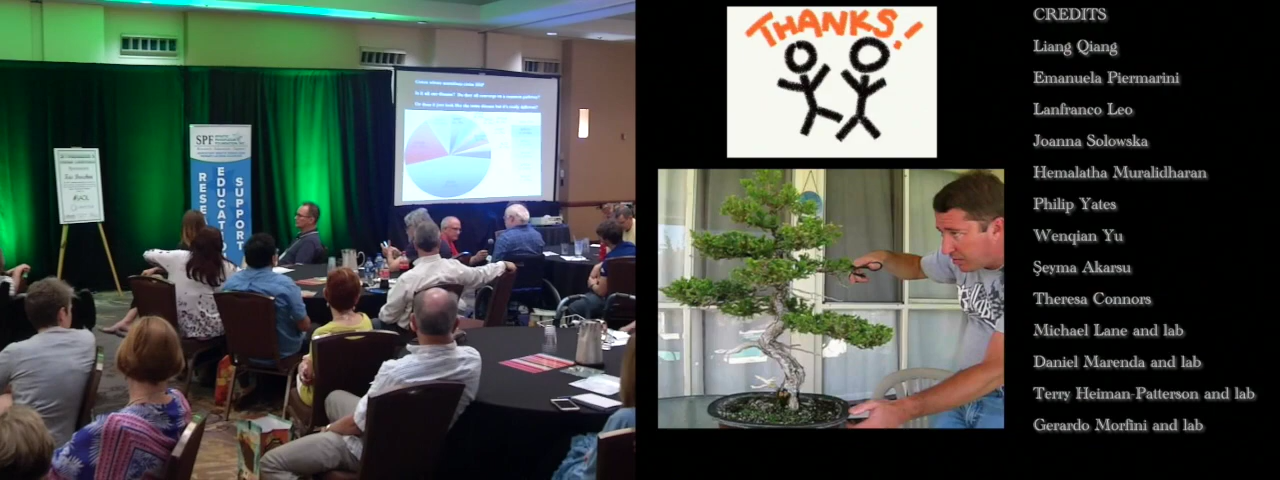 SPF
RESE
EDUCATIO
SUPPORT
THANKS!
CREDITS
Liang Qiang
Emanuela Piermarini
Lanfranco Leo
Joanna Solowska
Hemalatha Muralidharan
Philip Yates
Wenqian Yu
Şeyma Akarsu
Theresa Connors
Michael Lane and lab
Daniel Marenda and lab
Terry Heiman-Patterson and lab
Gerardo Morfini and lab